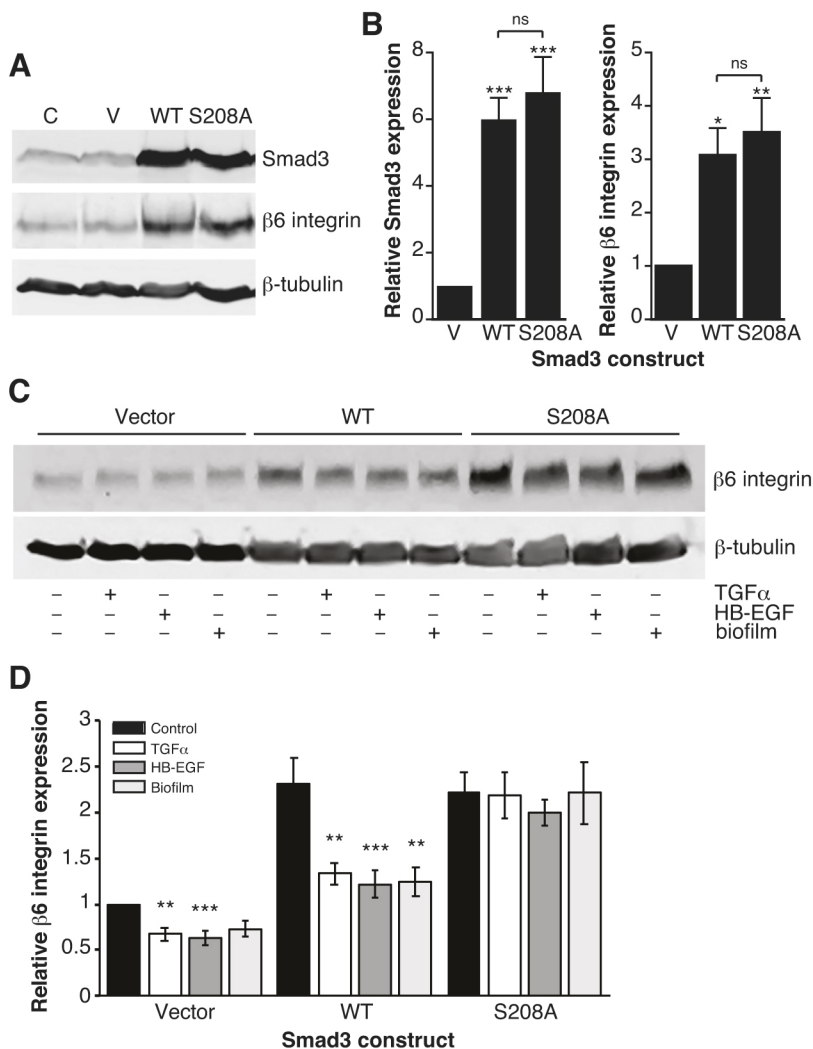 A
C V WT S208A
Smad3
β6 integrin
β-tubulin
B
Relative Smad3 expression
8
6
4
2
0
ns
***
***
V WT S208A
Relative β6 integrin expression
5
4
3
2
1
0
ns
*
**
V WT S208A
Smad3 construct
C
Vector WT S208A
β6 integrin
β-tubulin
– + – – – + – – – + – – TGFα
– – + – – – + – – – + – HB-EGF
– – – + – – – + – – – + biofilm
D
Relative β6 integrin expression
3
2.5
2
1.5
1
0.5
0
Control
TGFα
HB-EGF
Biofilm
** ***
** *** **
Vector WT S208A
Smad3 construct